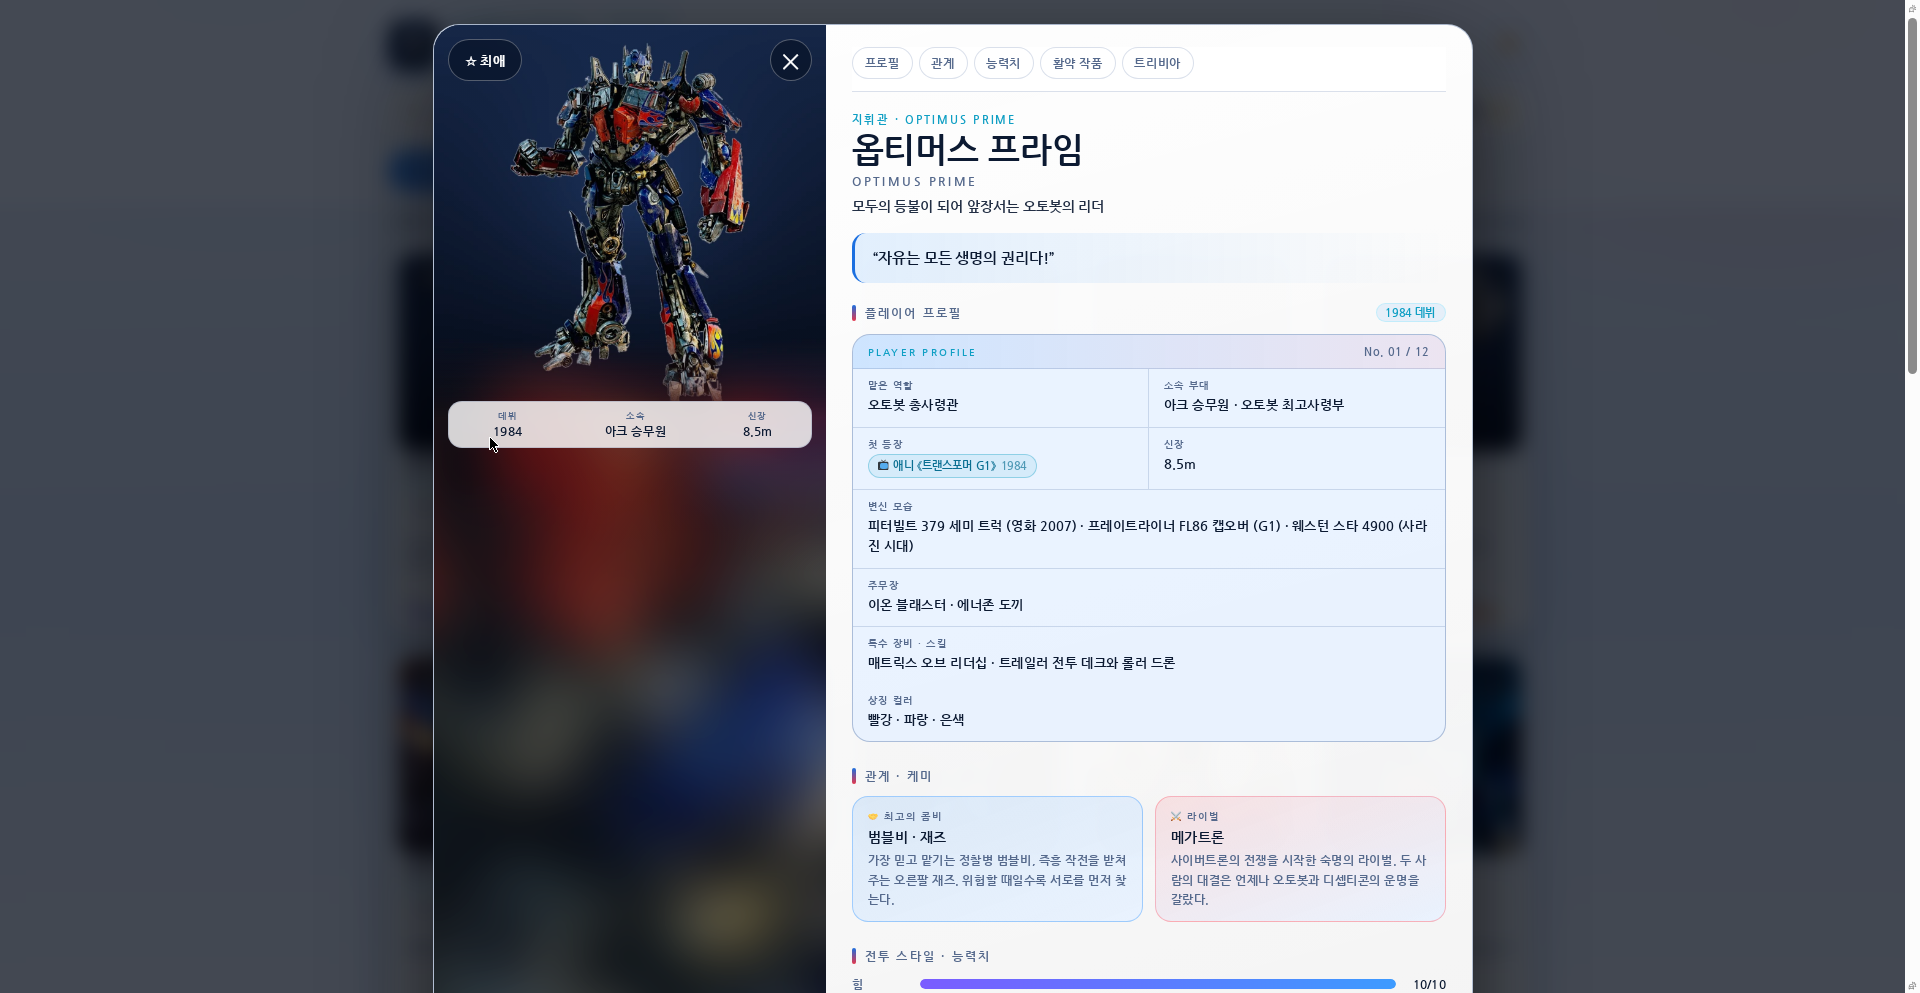 ☆ 최애
데뷔
1984
소속
아크 승무원
신장
8.5m
프로필
관계
능력치
활약 작품
트리비아
지휘관 · OPTIMUS PRIME
옵티머스 프라임
OPTIMUS PRIME
모두의 등불이 되어 앞장서는 오토봇의 리더
“자유는 모든 생명의 권리다!”
플레이어 프로필
1984 데뷔
PLAYER PROFILE
No. 01 / 12
맡은 역할
오토봇 총사령관
소속 부대
아크 승무원 · 오토봇 최고사령부
첫 등장
애니 《트랜스포머 G1》 1984
신장
8.5m
변신 모습
피터빌트 379 세미 트럭 (영화 2007) · 프레이트라이너 FL86 캡오버 (G1) · 웨스턴 스타 4900 (사라
진 시대)
주무장
이온 블래스터 · 에너존 도끼
특수 장비 · 스킬
매트릭스 오브 리더십 · 트레일러 전투 데크와 롤러 드론
상징 컬러
빨강 · 파랑 · 은색
관계 · 케미
최고의 콤비
범블비 · 재즈
가장 믿고 맡기는 정찰병 범블비, 즉흥 작전을 받쳐
주는 오른팔 재즈. 위험할 때일수록 서로를 먼저 찾
는다.
라이벌
메가트론
사이버트론의 전쟁을 시작한 숙명의 라이벌. 두 사
람의 대결은 언제나 오토봇과 디셉티콘의 운명을
갈랐다.
전투 스타일 · 능력치
힘
10/10